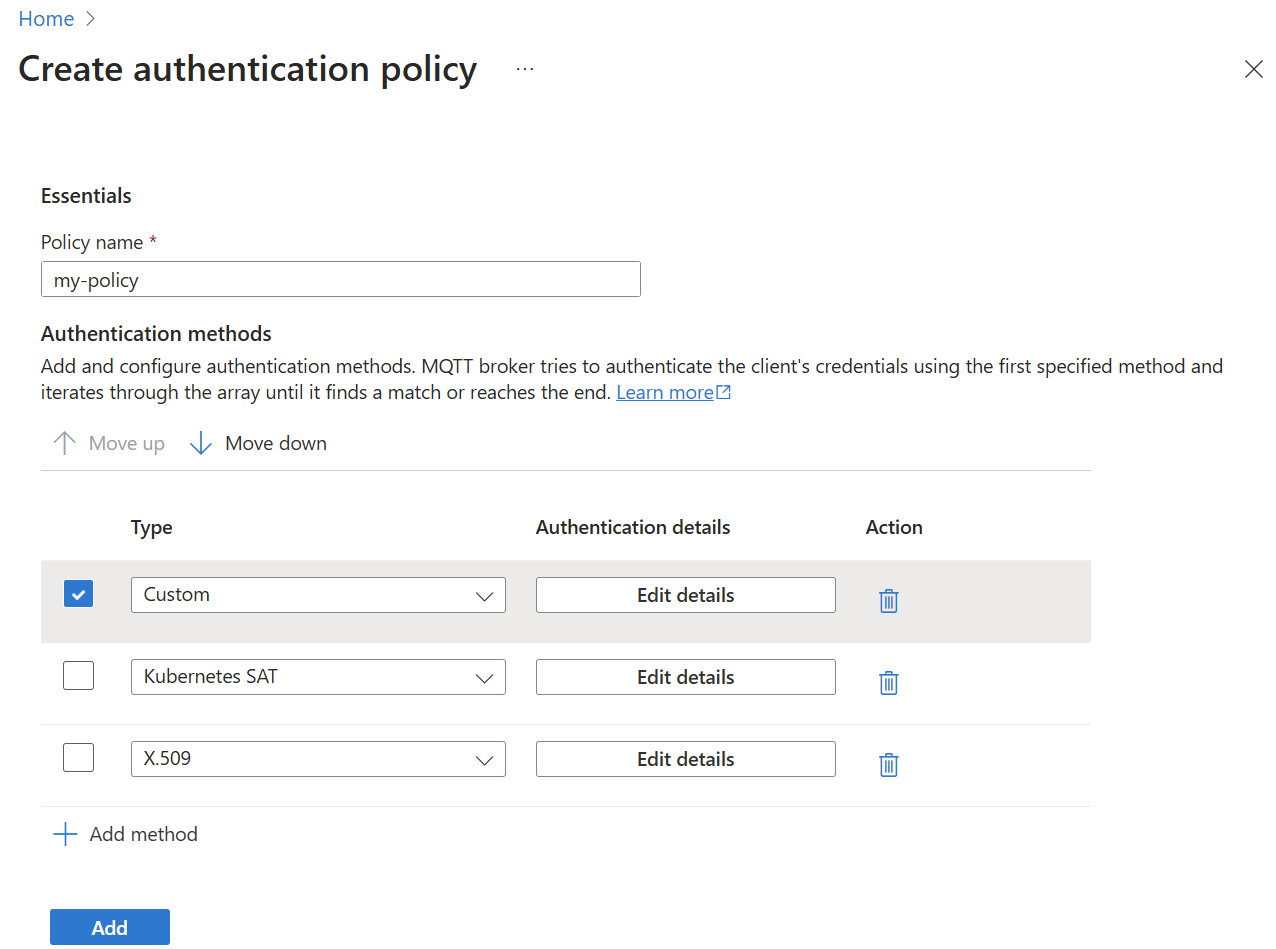 Home
Create authentication policy ...
Essentials
Policy name *
my-policy
Authentication methods
Add and configure authentication methods. MQTT broker tries to authenticate the client's credentials using the first specified method and
iterates through the array until it finds a match or reaches the end. Learn more
Move up Move down
Type Authentication details Action
Custom Edit details
Kubernetes SAT Edit details
X.509 Edit details
Add method
Add